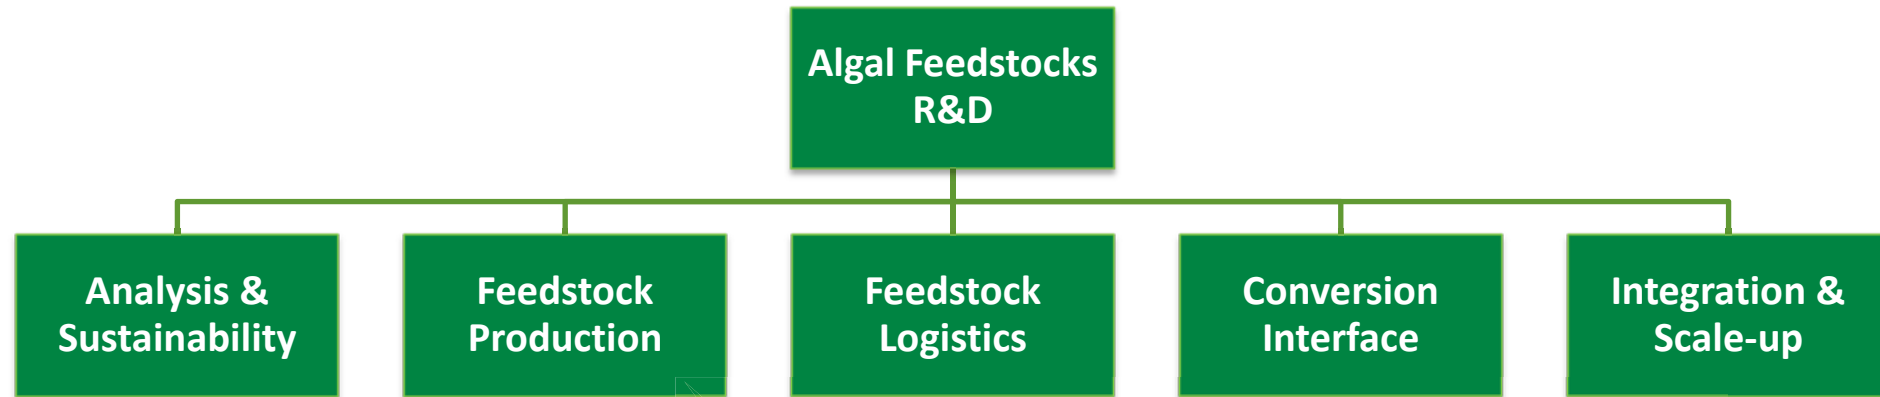 Algal Feedstocks
R&D
Analysis &
Sustainability
Feedstock
Production
Feedstock
Logistics
Conversion
Interface
Integration &
Scale-up